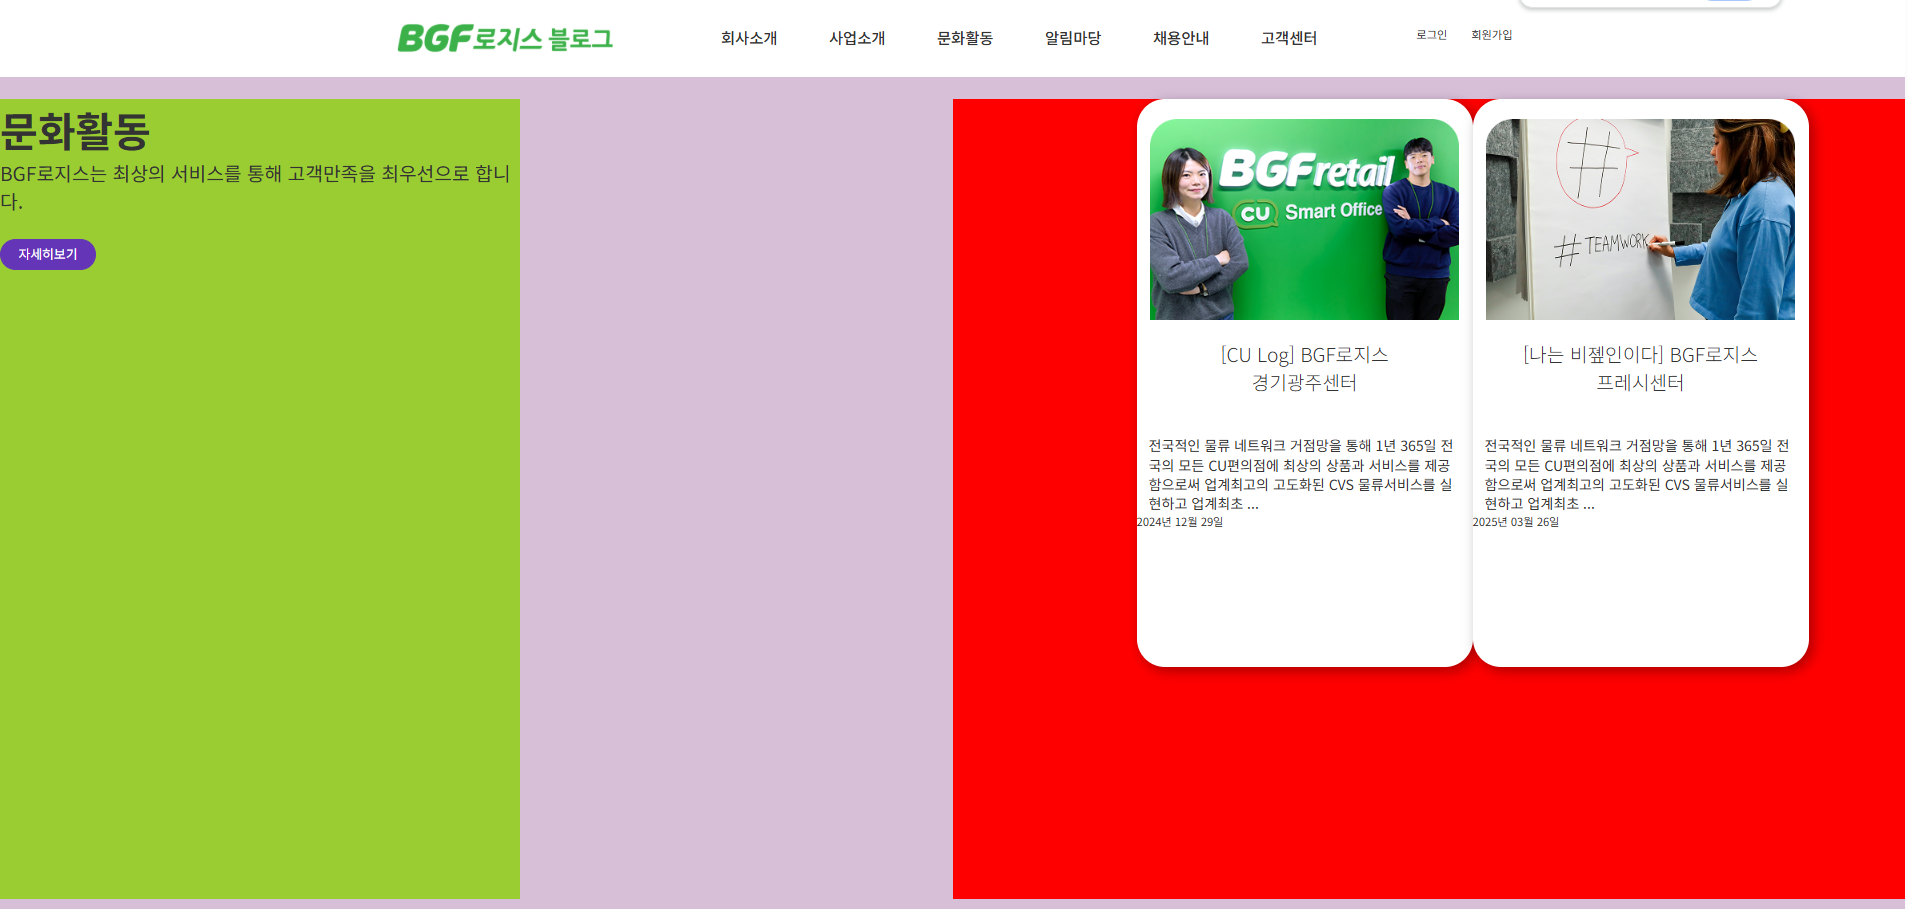 BGF로지스 블로그
회사소개
사업소개
문화활동
알림마당
채용안내
고객센터
로그인
회원가입
문화활동
BGF로지스는 최상의 서비스를 통해 고객만족을 최우선으로 합니
다.
자세히보기
BGFretail
CU Smart Office
[CU Log] BGF로지스
경기광주센터
전국적인 물류 네트워크 거점망을 통해 1년 365일 전
국의 모든 CU편의점에 최상의 상품과 서비스를 제공
함으로써 업계최고의 고도화된 CVS 물류서비스를 실
현하고 업계최초 ...
2024년 12월 29일
#
# TEAMWORK
[나는 비젶인이다] BGF로지스
프레시센터
전국적인 물류 네트워크 거점망을 통해 1년 365일 전
국의 모든 CU편의점에 최상의 상품과 서비스를 제공
함으로써 업계최고의 고도화된 CVS 물류서비스를 실
현하고 업계최초 ...
2025년 03월 26일